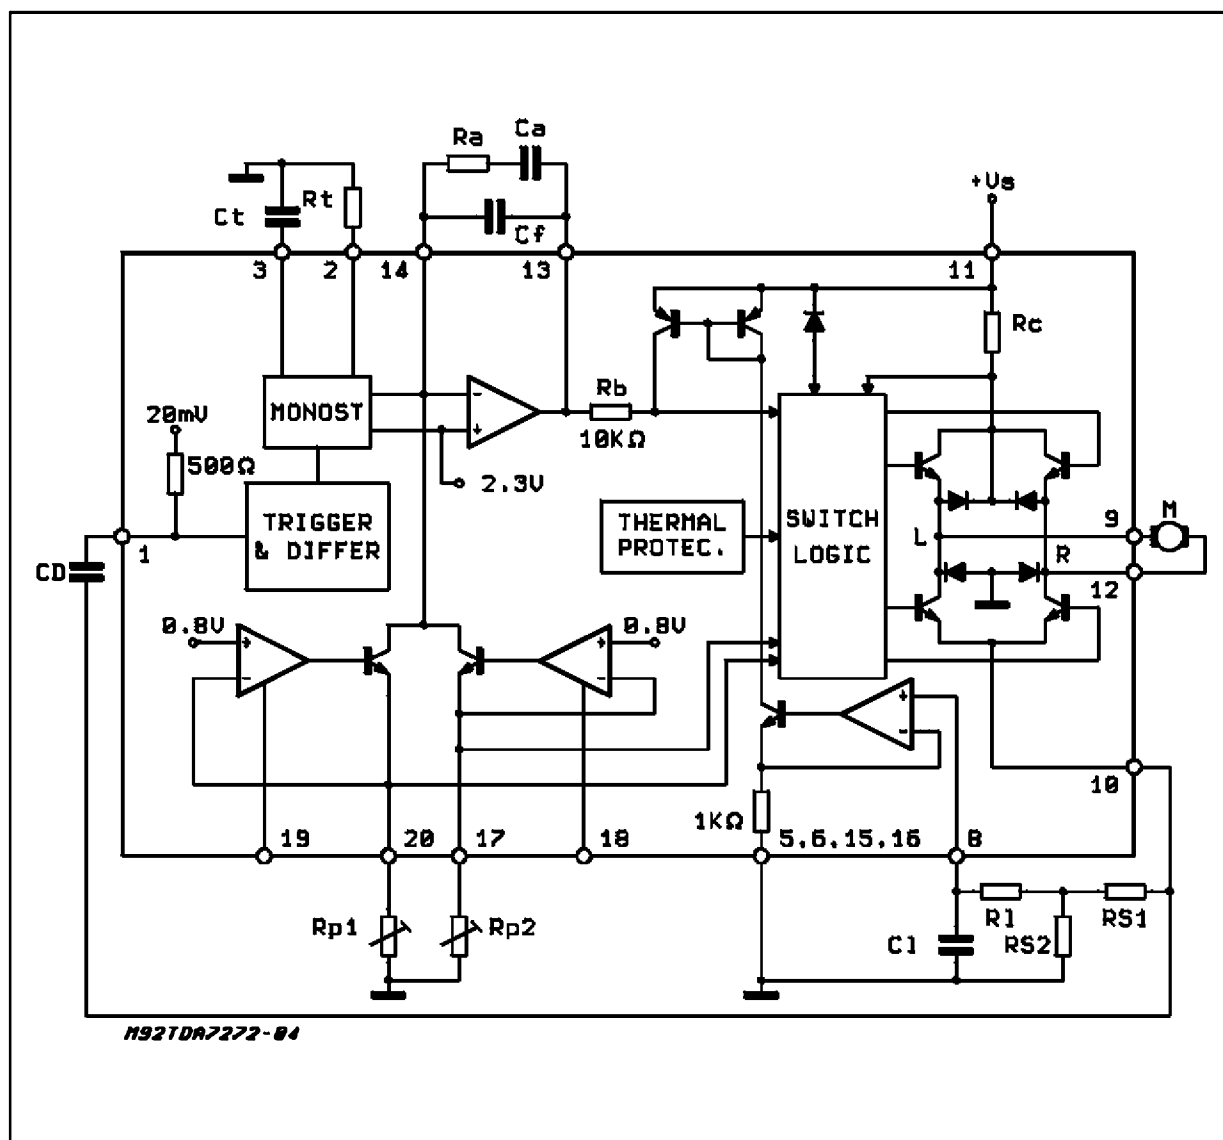 Ra
Ca
+Vs
Ct
Rt
Cf
3
2
14
13
11
Rc
20mV
MONOST
-
+
Rb
10KΩ
500Ω
2.3V
TRIGGER
& DIFFER
THERMAL
PROTEC.
SWITCH
LOGIC
L
R
9
M
1
CD
12
0.8V
+
-
0.8V
+
-
+
-
10
1KΩ
19
20
17
18
5,6,15,16
8
Rp1
Rp2
Cl
Rl
RS2
RS1
M92TDA7272-04